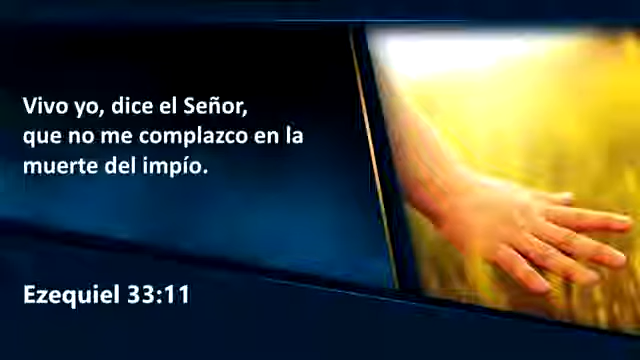 Vivo yo, dice el Señor,
que no me complazco en la
muerte del impío.
Ezequiel 33:11